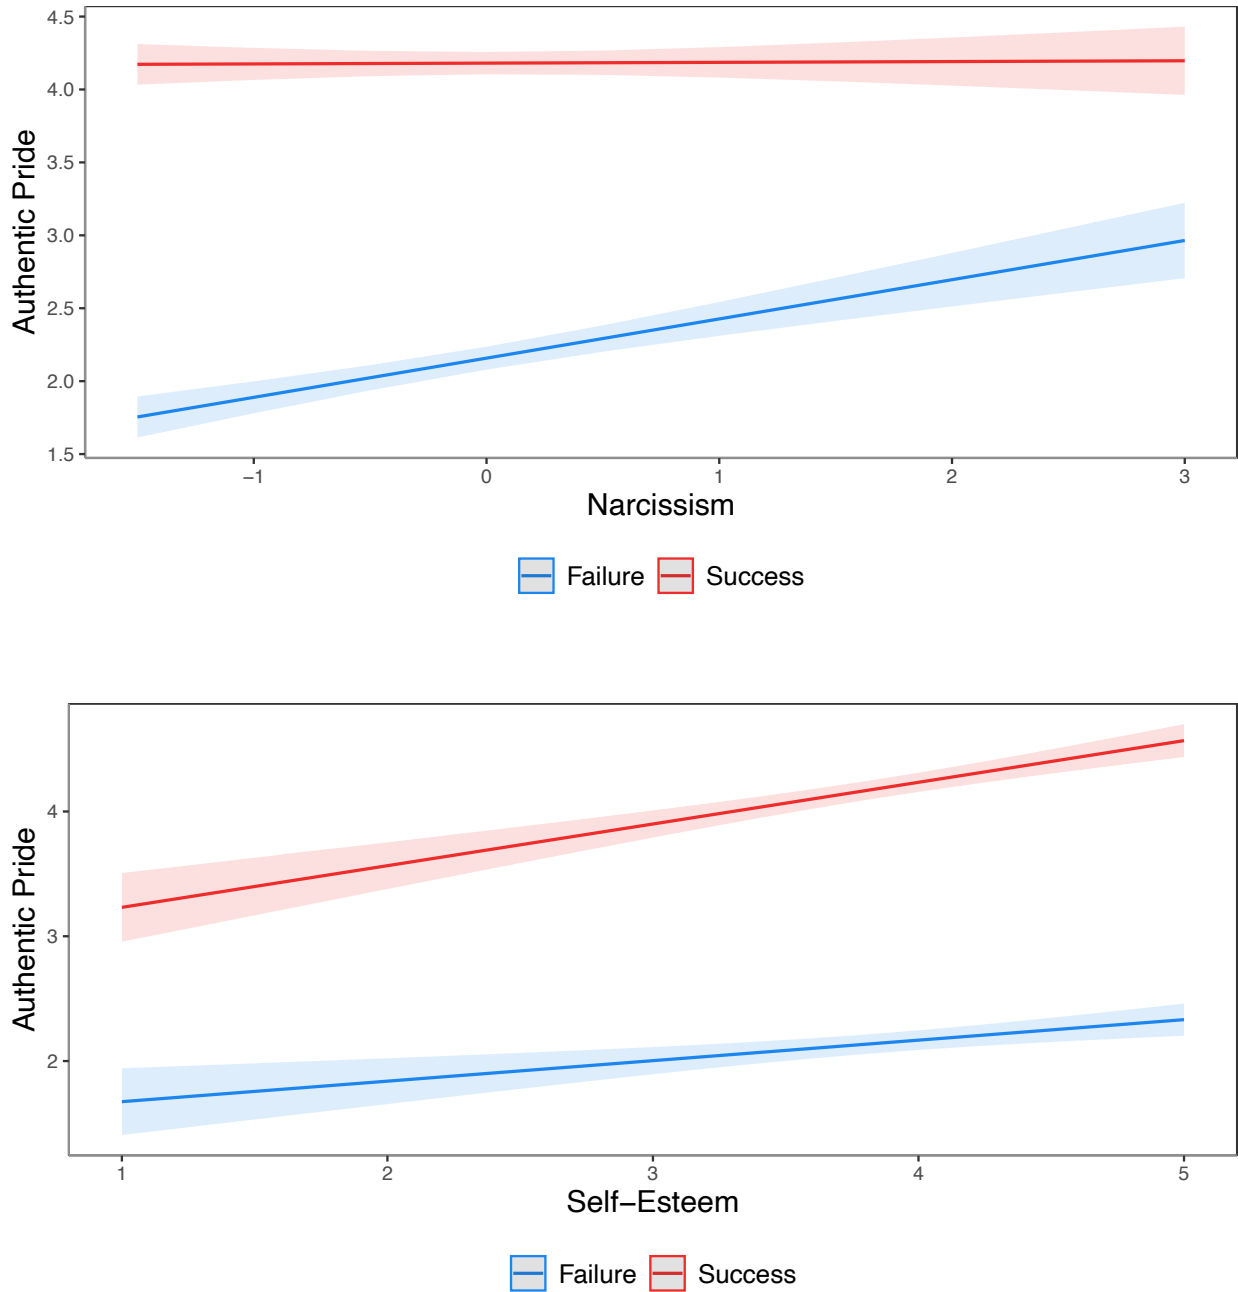 4.5
4.0
3.5
3.0
2.5
2.0
1.5
Authentic Pride
−1 0 1 2 3
Narcissism
Failure Success
4
3
2
Authentic Pride
1 2 3 4 5
Self−Esteem
Failure Success